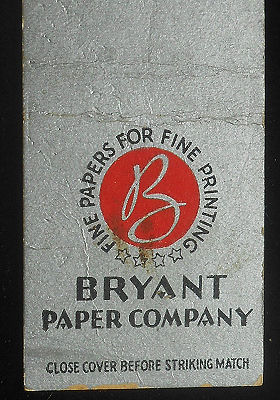 FINE PAPERS FOR FINE PRINTING
B
BRYANT
PAPER COMPANY
CLOSE COVER BEFORE STRIKING MATCH